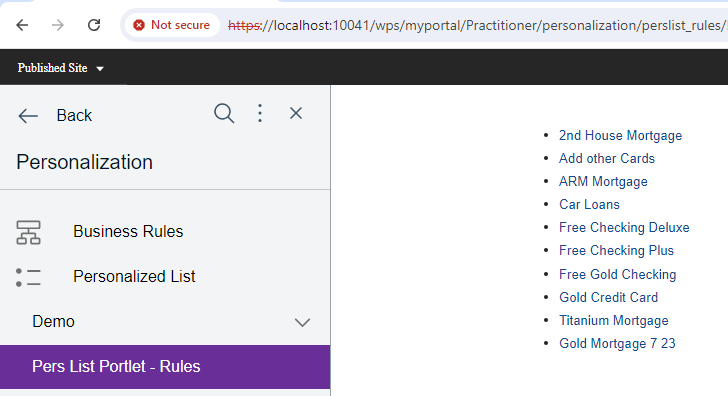 Not secure https://localhost:10041/wps/myportal/Practitioner/personalization/perslist_rules/
Published Site
Back
Personalization
Business Rules
Personalized List
Demo
Pers List Portlet - Rules
2nd House Mortgage
Add other Cards
ARM Mortgage
Car Loans
Free Checking Deluxe
Free Checking Plus
Free Gold Checking
Gold Credit Card
Titanium Mortgage
Gold Mortgage 7 23